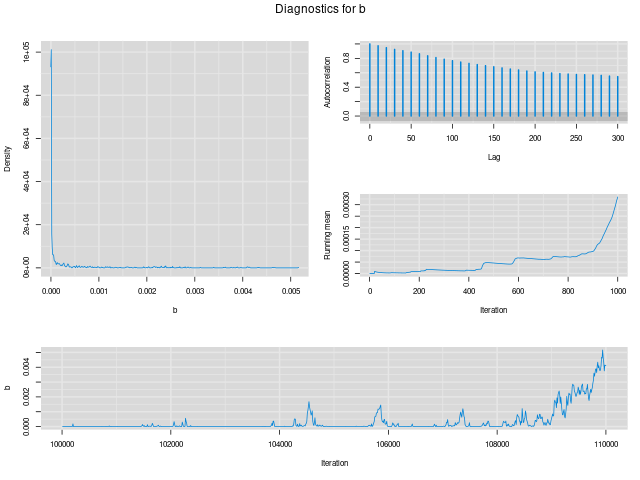 Diagnostics for b
Density
0e+00 2e+04 4e+04 6e+04 8e+04 1e+05
0.000 0.001 0.002 0.003 0.004 0.005
b
Autocorrelation
0.0 0.4 0.8
0 50 100 150 200 250 300
Lag
Running mean
0.00000 0.00015 0.00030
0 200 400 600 800 1000
Iteration
b
0.000 0.002 0.004
100000 102000 104000 106000 108000 110000
Iteration